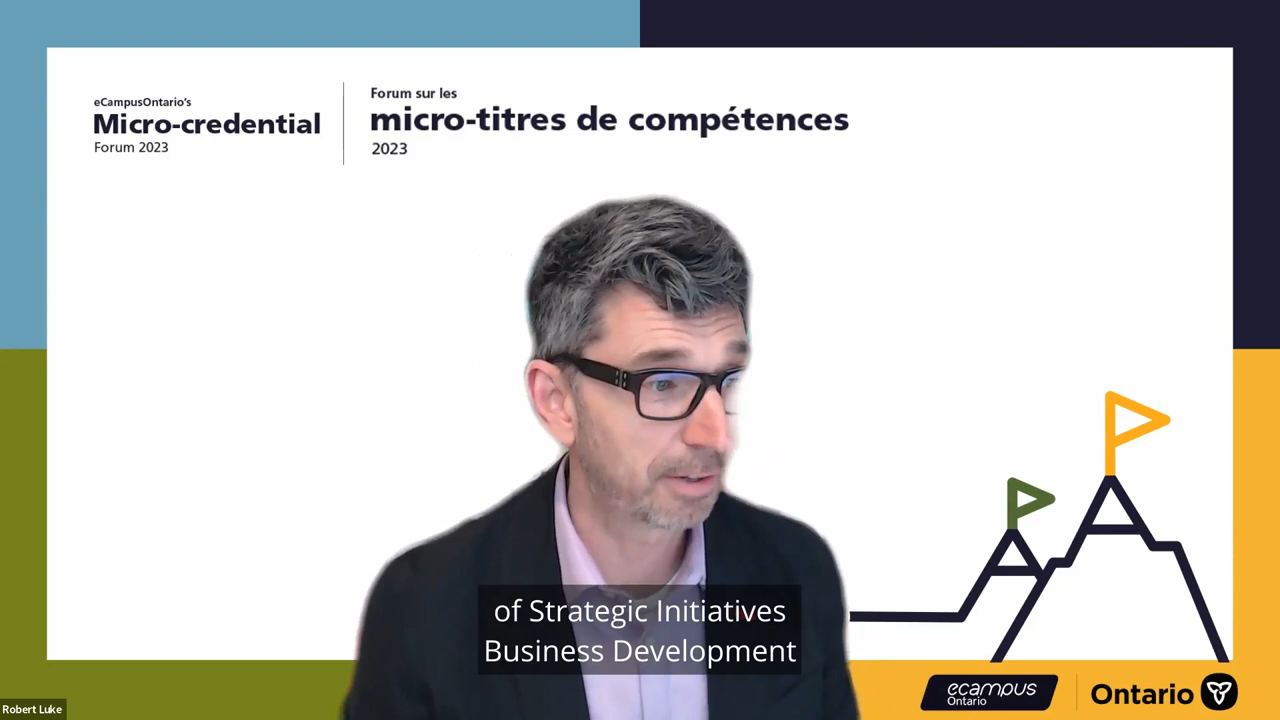 eCampusOntario's
Micro-credential
Forum 2023
Forum sur les
micro-titres de compétences
2023
of Strategic Initiatives
Business Development
Robert Luke
ecampus
Ontario
Ontario